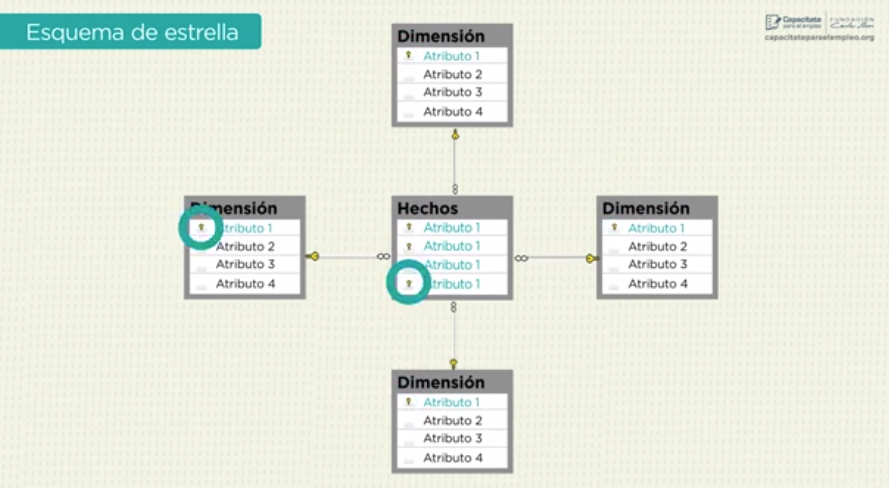 Esquema de estrella
Capacítate
para el empleo
FUNDACIÓN
Carlos Slim
capacitateparaelempleo.org
Dimensión
Atributo 1
Atributo 2
Atributo 3
Atributo 4
Dimensión
Atributo 1
Atributo 2
Atributo 3
Atributo 4
Hechos
Atributo 1
Atributo 1
Atributo 1
Atributo 1
Dimensión
Atributo 1
Atributo 2
Atributo 3
Atributo 4
Dimensión
Atributo 1
Atributo 2
Atributo 3
Atributo 4